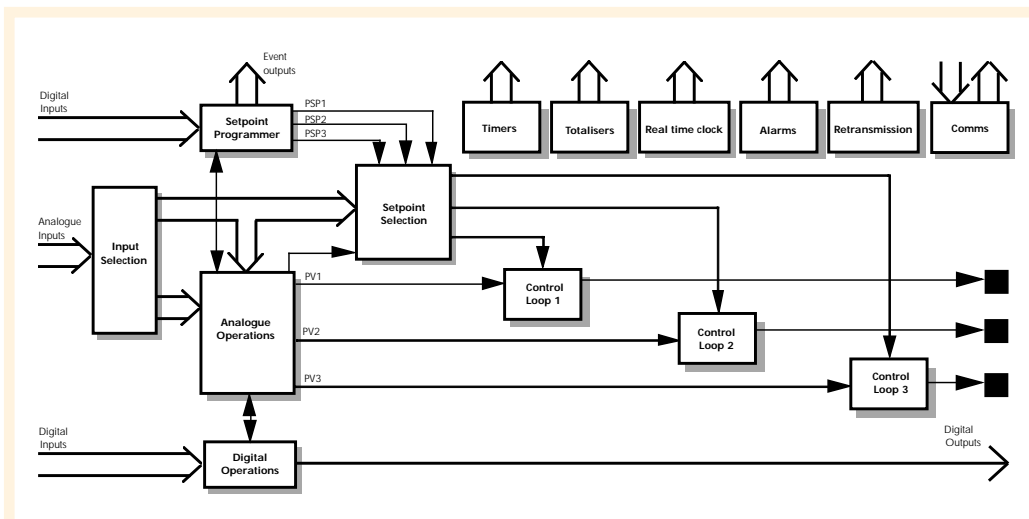 Event
outputs
Digital
Inputs
PSP1
PSP2
PSP3
Setpoint
Programmer
Timers
Totalisers
Real time clock
Alarms
Retransmission
Comms
Setpoint
Selection
Analogue
Inputs
Input
Selection
PV1
Control
Loop 1
Analogue
Operations
PV2
Control
Loop 2
PV3
Control
Loop 3
Digital
Inputs
Digital
Operations
Digital
Outputs